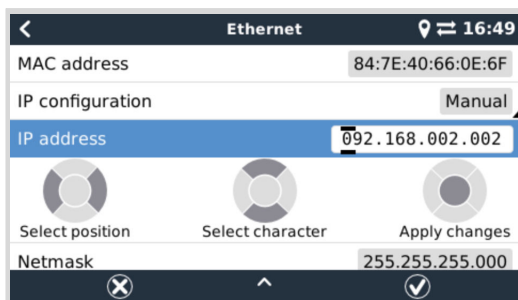 Ethernet 16:49
MAC address 84:7E:40:66:0E:6F
IP configuration Manual
IP address 092.168.002.002
Select position Select character Apply changes
Netmask 255.255.255.000